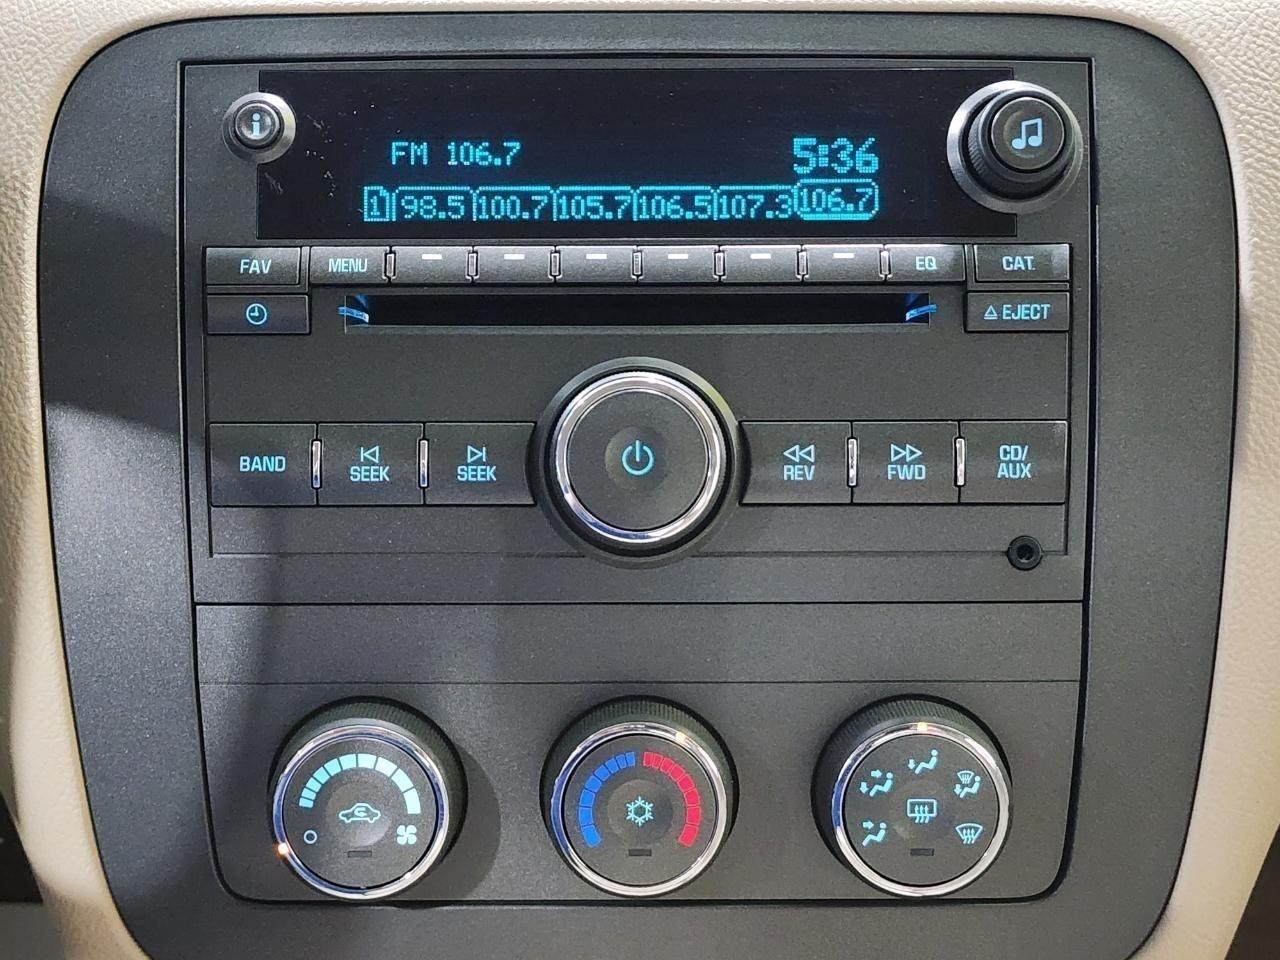 i
FM 106.7 5:36
1 98.5 100.7 105.7 106.5 107.3 106.7
FAV MENU EQ CAT
EJECT
BAND SEEK SEEK REV FWD CD/
AUX